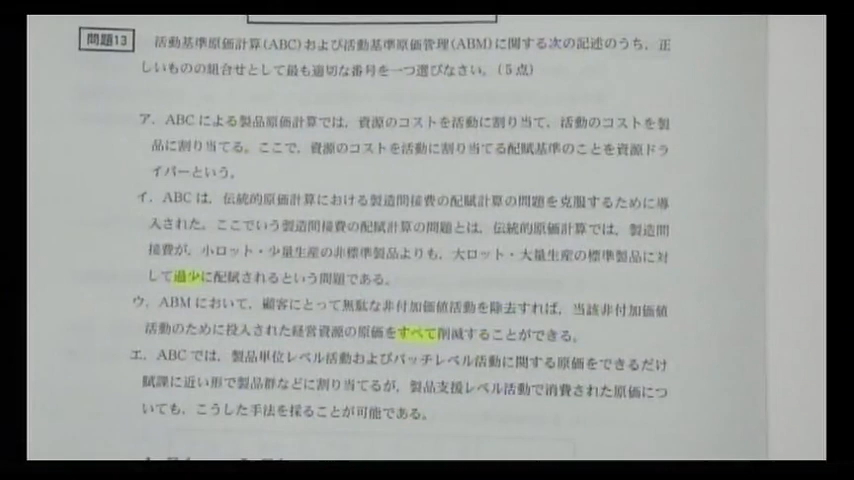 問題13 活動基準原価計算(ABC)および活動基準原価管理(ABM)に関する次の記述のうち，正
しいものの組合せとして最も適切な番号を一つ選びなさい。(5点)
ア．ABCによる製品原価計算では，資源のコストを活動に割り当て，活動のコストを製
品に割り当てる。ここで，資源のコストを活動に割り当てる配賦基準のことを資源ドラ
イバーという。
イ．ABCは，伝統的原価計算における製造間接費の配賦計算の問題を克服するために導
入された。ここでいう製造間接費の配賦計算の問題とは，伝統的原価計算では，製造間
接費が，小ロット・少量生産の非標準製品よりも，大ロット・大量生産の標準製品に対
して過少に配賦されるという問題である。
ウ．ABMにおいて，顧客にとって無駄な非付加価値活動を除去すれば，当該非付加価値
活動のために投入された経営資源の原価をすべて削減することができる。
エ．ABCでは，製品単位レベル活動およびバッチレベル活動に関する原価をできるだけ
賦課に近い形で製品群などに割り当てるが，製品支援レベル活動で消費された原価につ
いても，こうした手法を採ることが可能である。